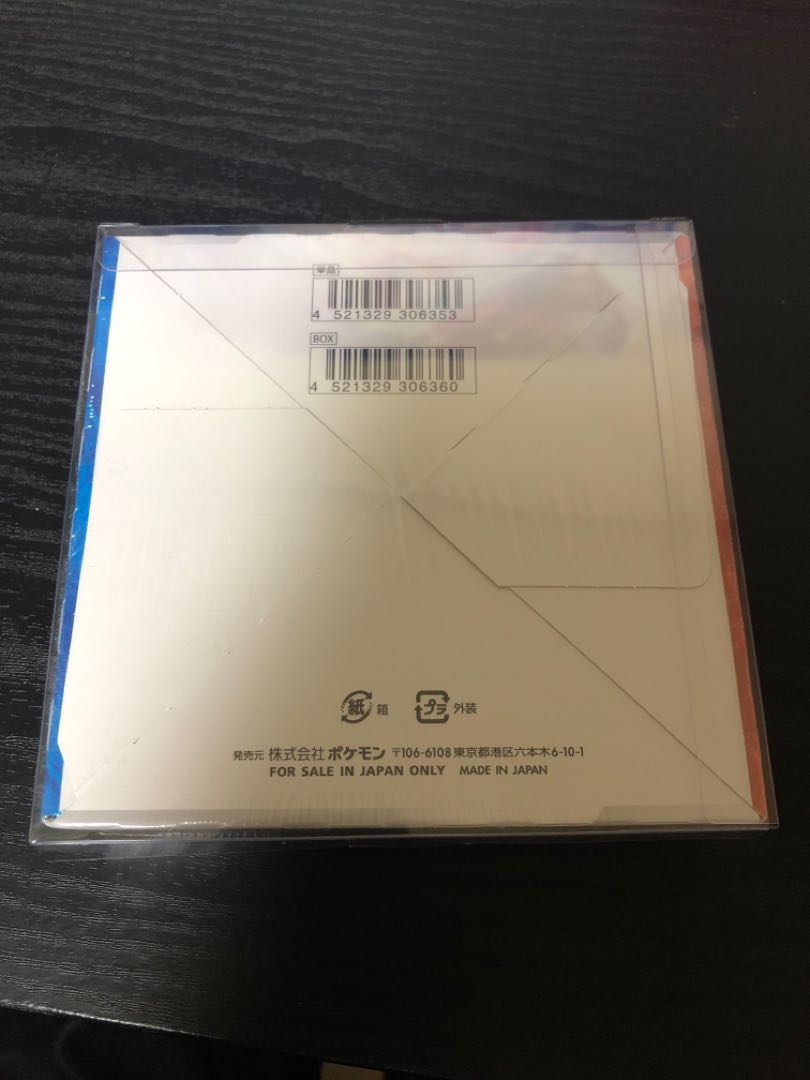 単品
4 521329 306353
BOX
4 521329 306360
紙 箱 プラ 外装
発売元 株式会社ポケモン 〒106-6108 東京都港区六本木6-10-1
FOR SALE IN JAPAN ONLY MADE IN JAPAN